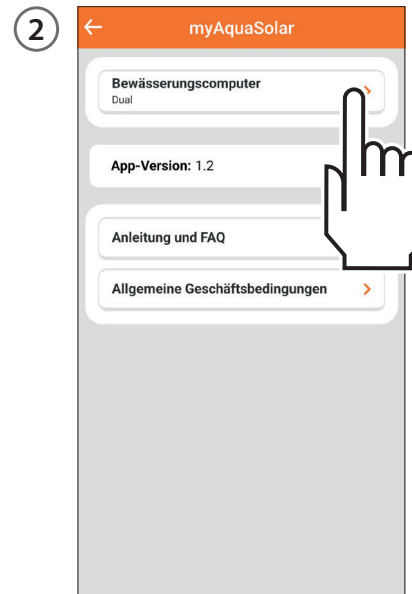 2
myAquaSolar
Bewässerungscomputer
Dual
App-Version: 1.2
Anleitung und FAQ
Allgemeine Geschäftsbedingungen